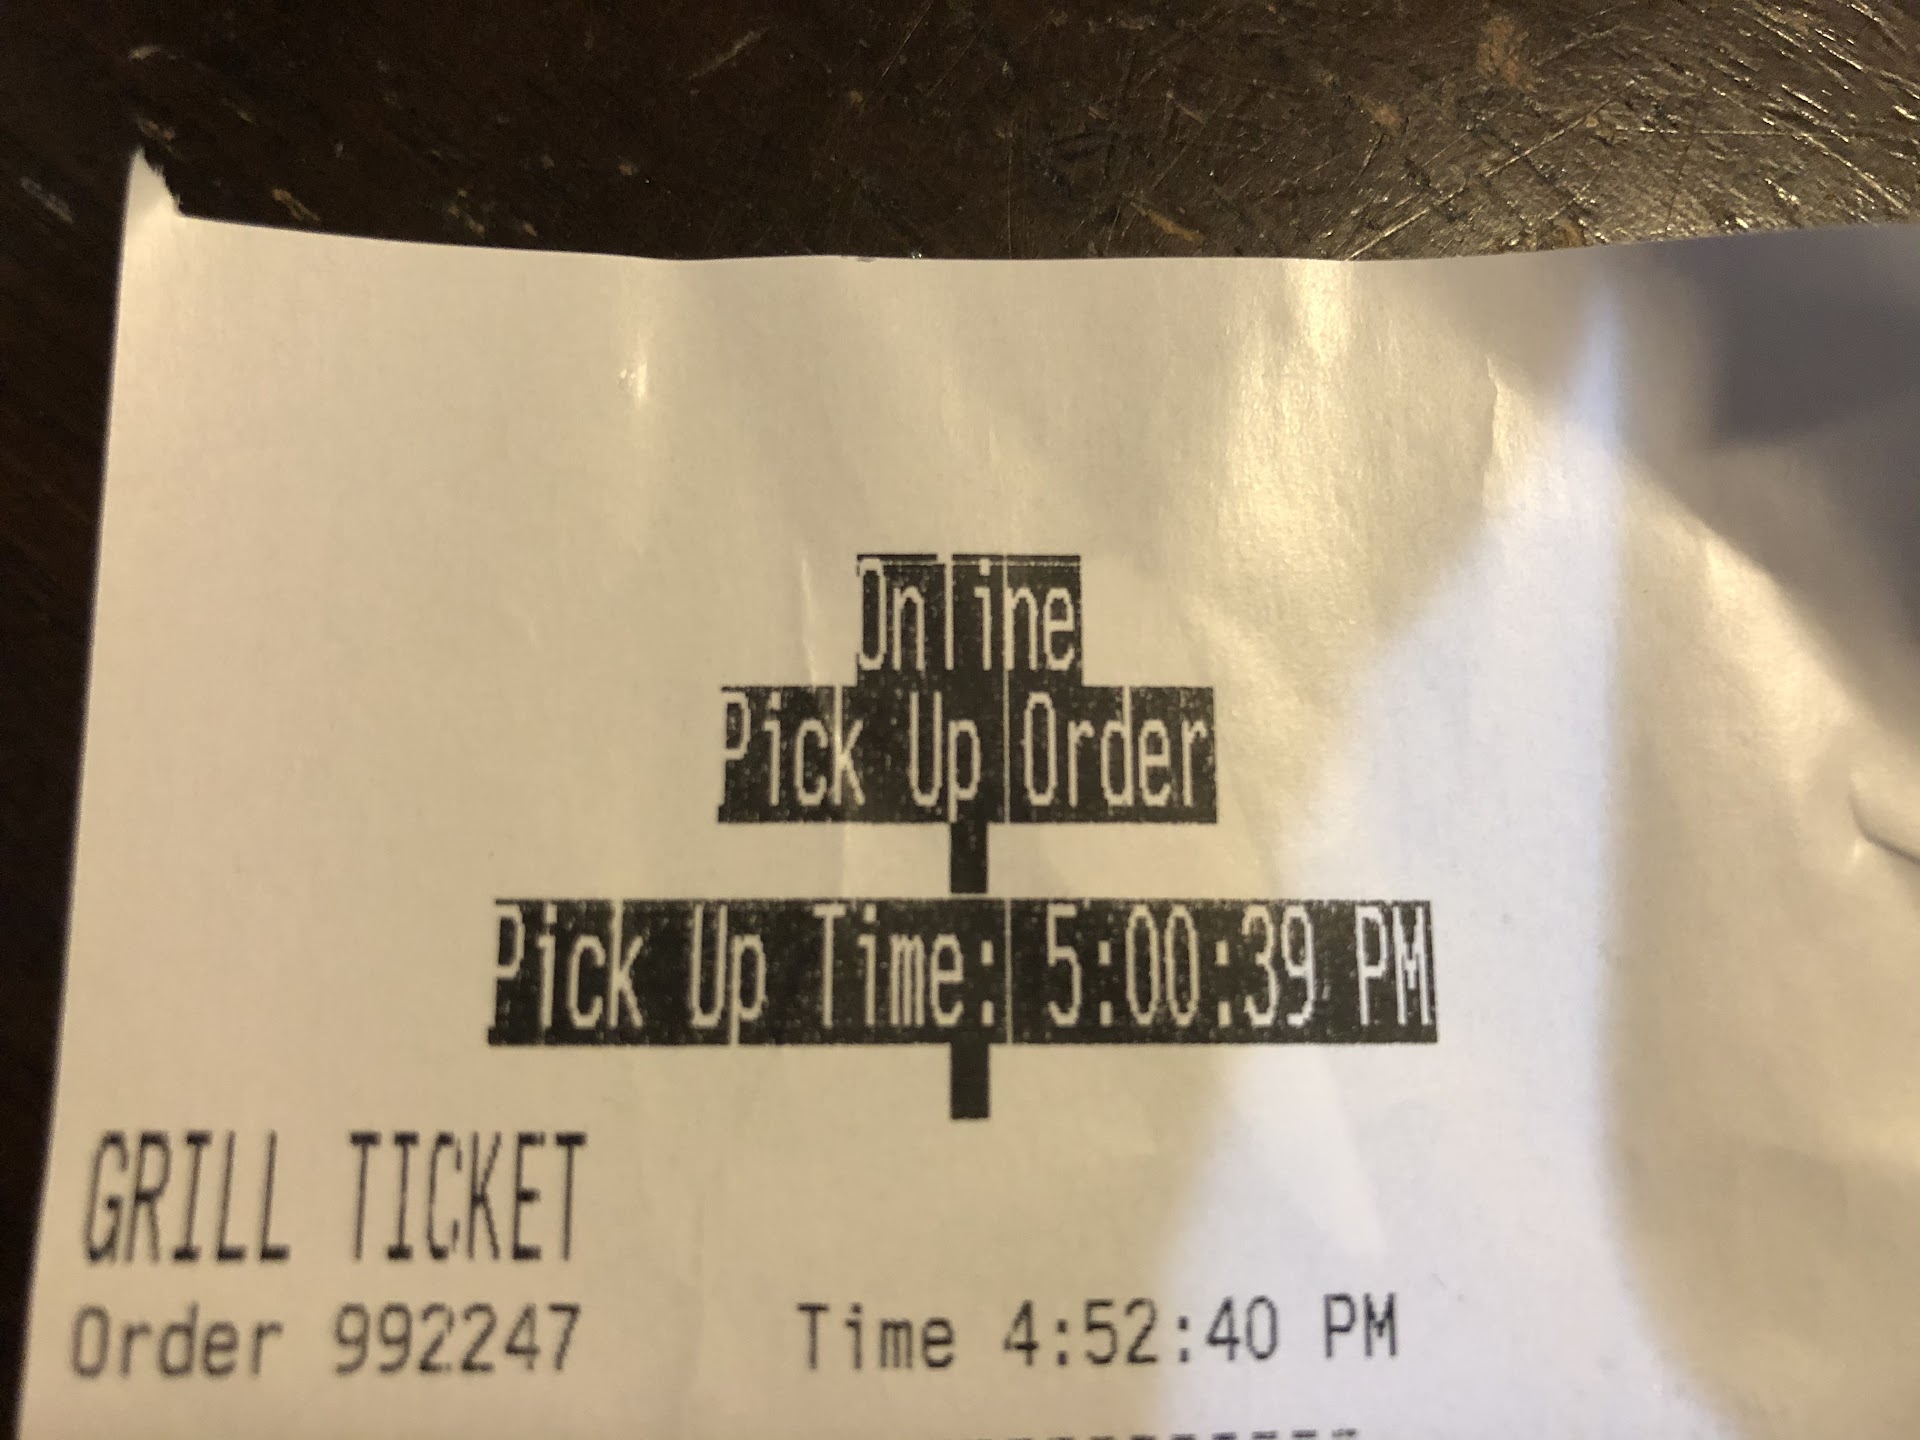 Online
Pick Up Order
Pick Up Time: 5:00:39 PM
GRILL TICKET
Order 992247 Time 4:52:40 PM